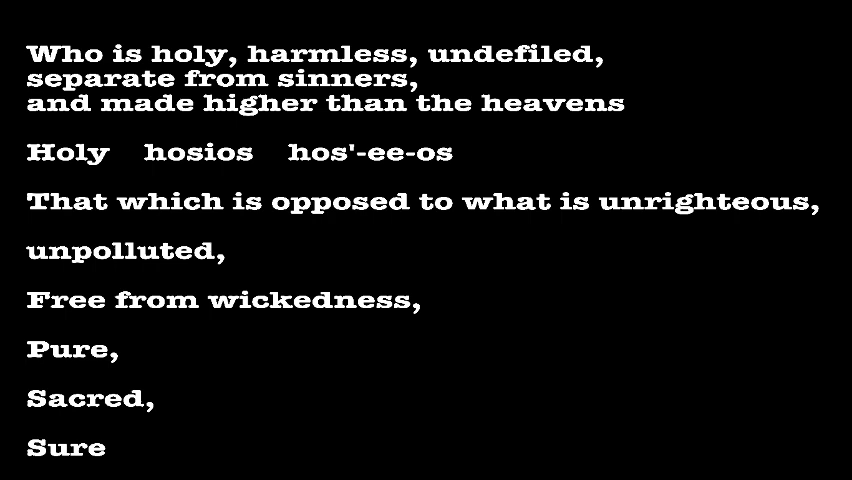 Who is holy, harmless, undefiled,
separate from sinners,
and made higher than the heavens
Holy hosios hos'-ee-os
That which is opposed to what is unrighteous,
unpolluted,
Free from wickedness,
Pure,
Sacred,
Sure